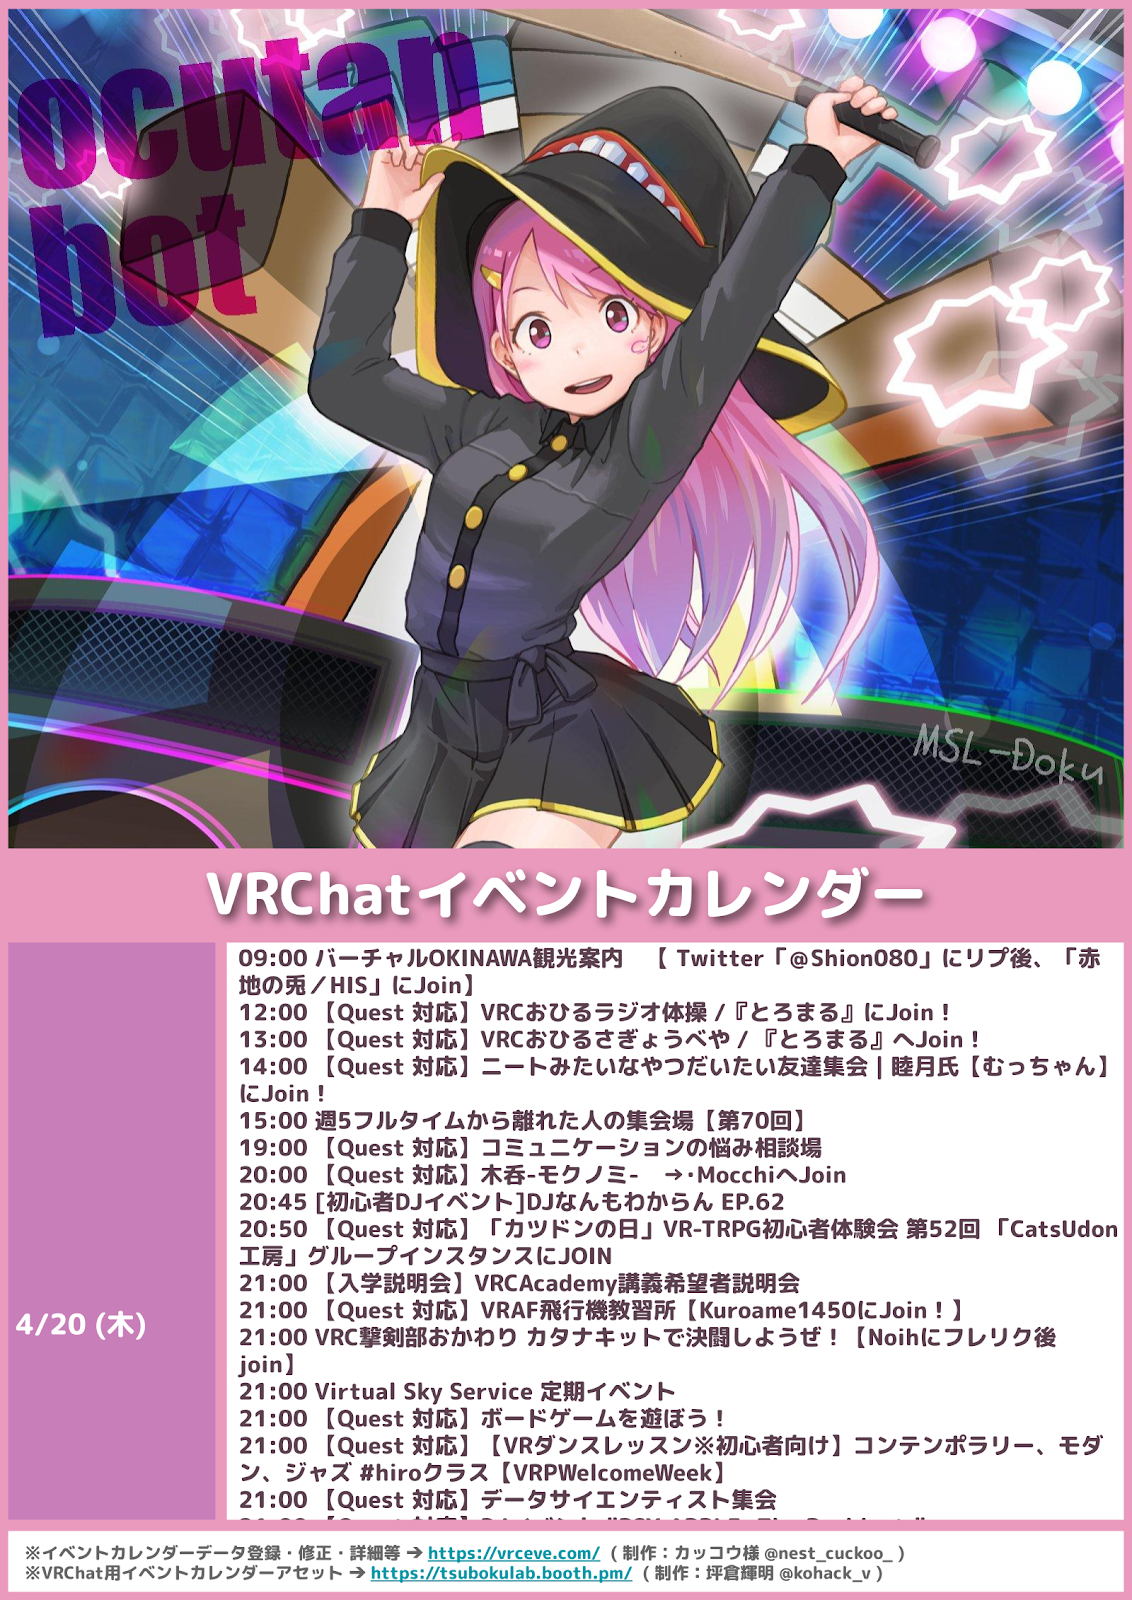 ocutan
bot
MSL-Doku
VRChatイベントカレンダー
4/20 (木)
09:00 バーチャルOKINAWA観光案内　【 Twitter「@Shion080」にリプ後、「赤
地の兎／HIS」にJoin】
12:00 【Quest 対応】VRCおひるラジオ体操 /『とろまる』にJoin！
13:00 【Quest 対応】VRCおひるさぎょうべや / 『とろまる』へJoin！
14:00 【Quest 対応】ニートみたいなやつだいたい友達集会 | 睦月氏【むっちゃん】
にJoin！
15:00 週5フルタイムから離れた人の集会場【第70回】
19:00 【Quest 対応】コミュニケーションの悩み相談場
20:00 【Quest 対応】木呑-モクノミ-　→･MocchiへJoin
20:45 [初心者DJイベント]DJなんもわからん EP.62
20:50 【Quest 対応】「カツドンの日」VR-TRPG初心者体験会 第52回 「CatsUdon
工房」グループインスタンスにJOIN
21:00 【入学説明会】VRCAcademy講義希望者説明会
21:00 【Quest 対応】VRAF飛行機教習所【Kuroame1450にJoin！】
21:00 VRC撃剣部おかわり カタナキットで決闘しようぜ！【Noihにフレリク後
join】
21:00 Virtual Sky Service 定期イベント
21:00 【Quest 対応】ボードゲームを遊ぼう！
21:00 【Quest 対応】【VRダンスレッスン※初心者向け】コンテンポラリー、モダ
ン、ジャズ #hiroクラス【VRPWelcomeWeek】
21:00 【Quest 対応】データサイエンティスト集会
※イベントカレンダーデータ登録・修正・詳細等 ➔ https://vrceve.com/ （制作：カッコウ様 @nest_cuckoo_ ）
※VRChat用イベントカレンダーアセット ➔ https://tsubokulab.booth.pm/ （制作：坪倉輝明 @kohack_v ）